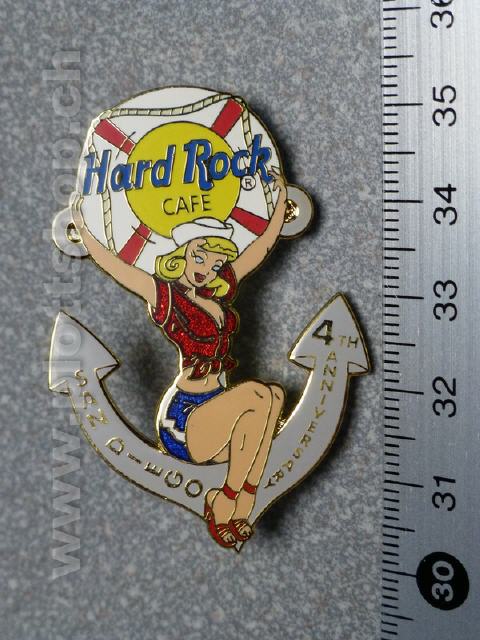 Hard Rock ®
CAFE
SAN DIEGO
4TH ANNIVERSARY
36
35
34
33
32
31
30